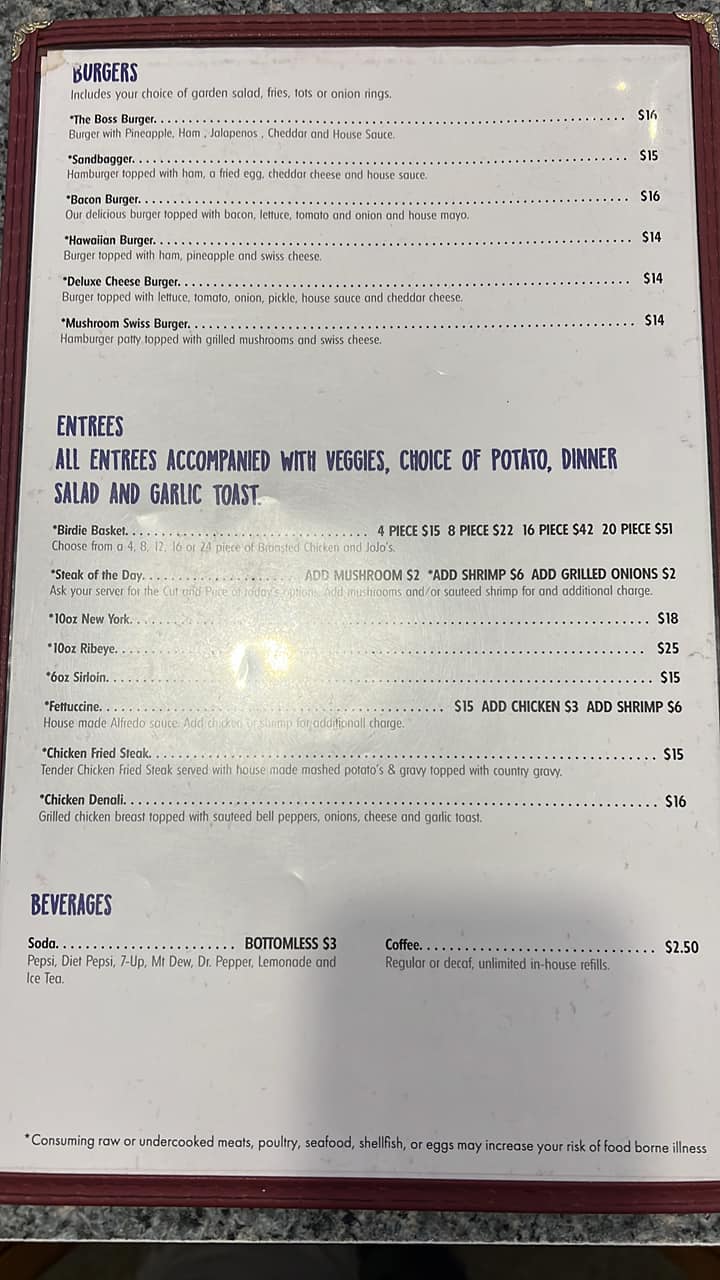 BURGERS
Includes your choice of garden salad, fries, tots or onion rings.
*The Boss Burger. . . . . . . . . . . . . . . . . . . . . . . . . . . . . . $16
Burger with Pineapple, Ham , Jalapenos , Cheddar and House Sauce.
*Sandbagger. . . . . . . . . . . . . . . . . . . . . . . . . . . . . . $15
Hamburger topped with ham, a fried egg, cheddar cheese and house sauce.
*Bacon Burger. . . . . . . . . . . . . . . . . . . . . . . . . . . . . . $16
Our delicious burger topped with bacon, lettuce, tomato and onion and house mayo.
*Hawaiian Burger. . . . . . . . . . . . . . . . . . . . . . . . . . . . . . $14
Burger topped with ham, pineapple and swiss cheese.
*Deluxe Cheese Burger. . . . . . . . . . . . . . . . . . . . . . . . . . . . . . $14
Burger topped with lettuce, tomato, onion, pickle, house sauce and cheddar cheese.
*Mushroom Swiss Burger. . . . . . . . . . . . . . . . . . . . . . . . . . . . . . $14
Hamburger patty topped with grilled mushrooms and swiss cheese.
ENTREES
ALL ENTREES ACCOMPANIED WITH VEGGIES, CHOICE OF POTATO, DINNER
SALAD AND GARLIC TOAST.
*Birdie Basket. . . . . . . . . . . . . . . . . . . . 4 PIECE $15 8 PIECE $22 16 PIECE $42 20 PIECE $51
Choose from a 4, 8, 12, 16 or 24 piece of Broasted Chicken and JoJo's.
*Steak of the Day. . . . . . . . . . . . . . . . . . . . ADD MUSHROOM $2 *ADD SHRIMP $6 ADD GRILLED ONIONS $2
Ask your server for the Cut and Price of today's options. Add mushrooms and/or sauteed shrimp for and additional charge.
*10oz New York. . . . . . . . . . . . . . . . . . . . . . . . . . . . . . $18
*10oz Ribeye. . . . . . . . . . . . . . . . . . . . . . . . . . . . . . $25
*6oz Sirloin. . . . . . . . . . . . . . . . . . . . . . . . . . . . . . $15
*Fettuccine. . . . . . . . . . . . . . . . . . . . . . . . . . . . . . $15 ADD CHICKEN $3 ADD SHRIMP $6
House made Alfredo sauce. Add chicken or shrimp for additionall charge.
*Chicken Fried Steak. . . . . . . . . . . . . . . . . . . . . . . . . . . . . . $15
Tender Chicken Fried Steak served with house made mashed potato's & gravy topped with country gravy.
*Chicken Denali. . . . . . . . . . . . . . . . . . . . . . . . . . . . . . $16
Grilled chicken breast topped with sauteed bell peppers, onions, cheese and garlic toast.
BEVERAGES
Soda. . . . . . . . . . . . . . . . . . . . . . . . BOTTOMLESS $3
Pepsi, Diet Pepsi, 7-Up, Mt Dew, Dr. Pepper, Lemonade and
Ice Tea.
Coffee. . . . . . . . . . . . . . . . . . . . . . . . . . . . . . $2.50
Regular or decaf, unlimited in-house refills.
*Consuming raw or undercooked meats, poultry, seafood, shellfish, or eggs may increase your risk of food borne illness